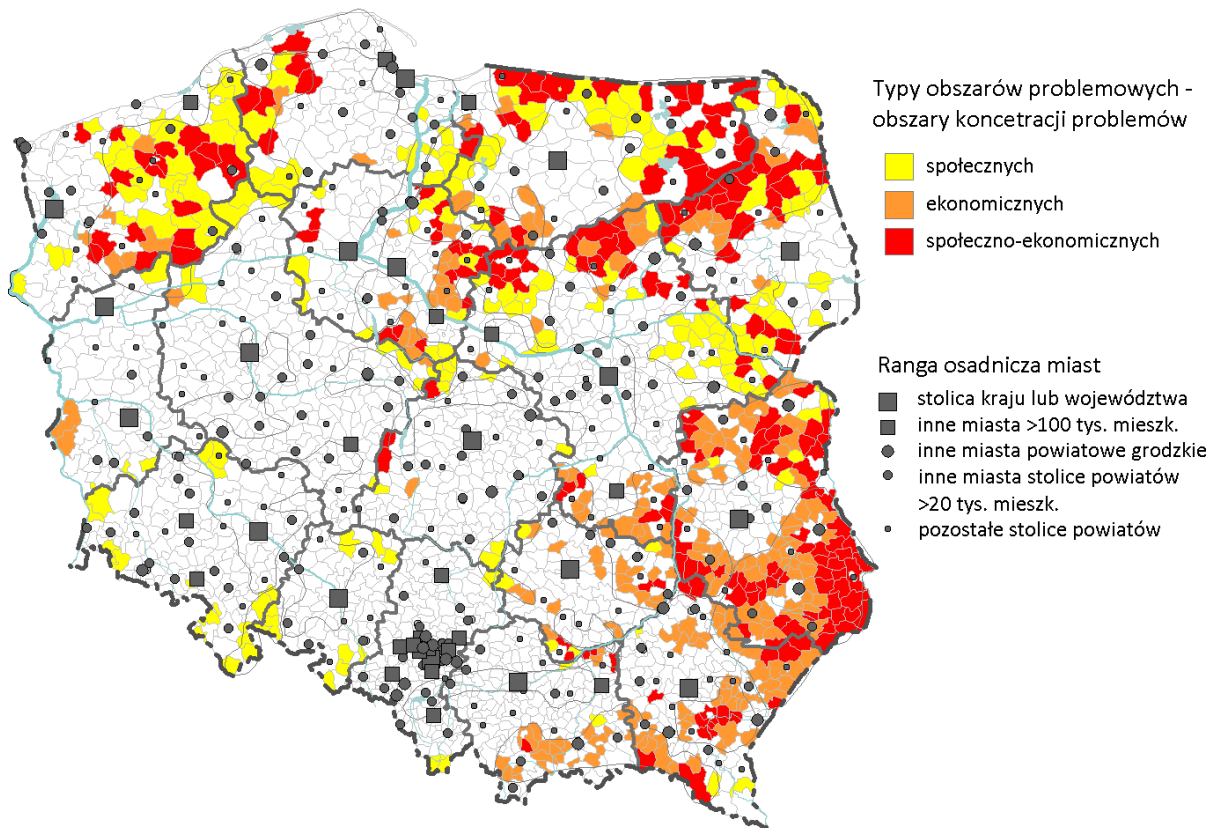 Typy obszarów problemowych -
obszary koncetracji problemów
społecznych
ekonomicznych
społeczno-ekonomicznych
Ranga osadnicza miast
stolica kraju lub województwa
inne miasta >100 tys. mieszk.
inne miasta powiatowe grodzkie
inne miasta stolice powiatów
>20 tys. mieszk.
pozostałe stolice powiatów